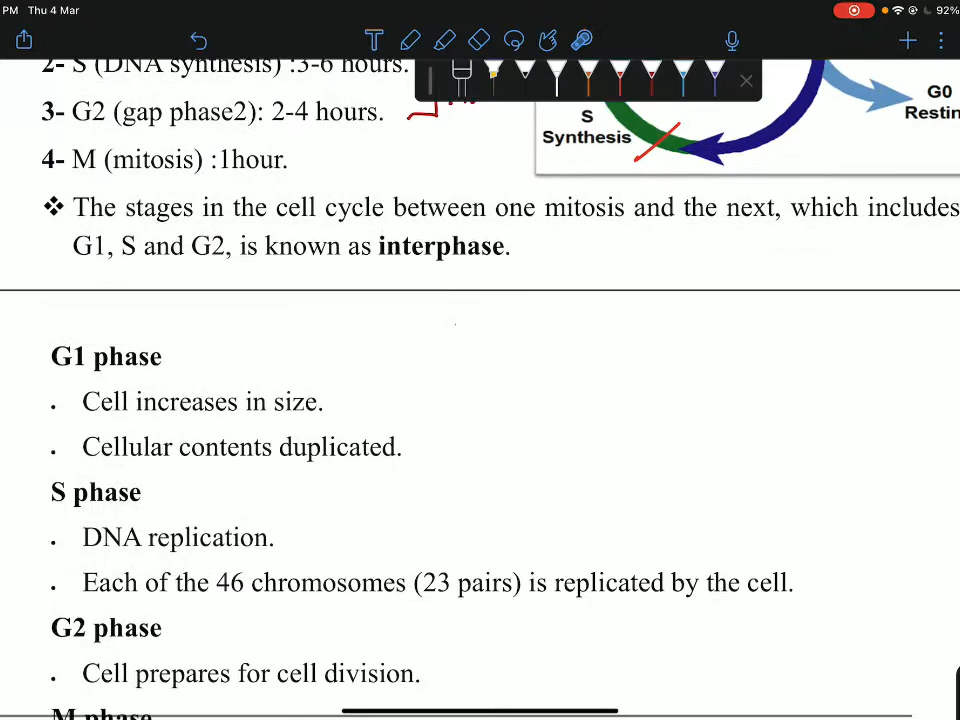 PM Thu 4 Mar
92%
2- S (DNA synthesis) :3-6 hours.
3- G2 (gap phase2): 2-4 hours.
4- M (mitosis) :1hour.
S
Synthesis
G0
Restin
❖ The stages in the cell cycle between one mitosis and the next, which includes
G1, S and G2, is known as interphase.
G1 phase
. Cell increases in size.
. Cellular contents duplicated.
S phase
. DNA replication.
. Each of the 46 chromosomes (23 pairs) is replicated by the cell.
G2 phase
. Cell prepares for cell division.
M phase